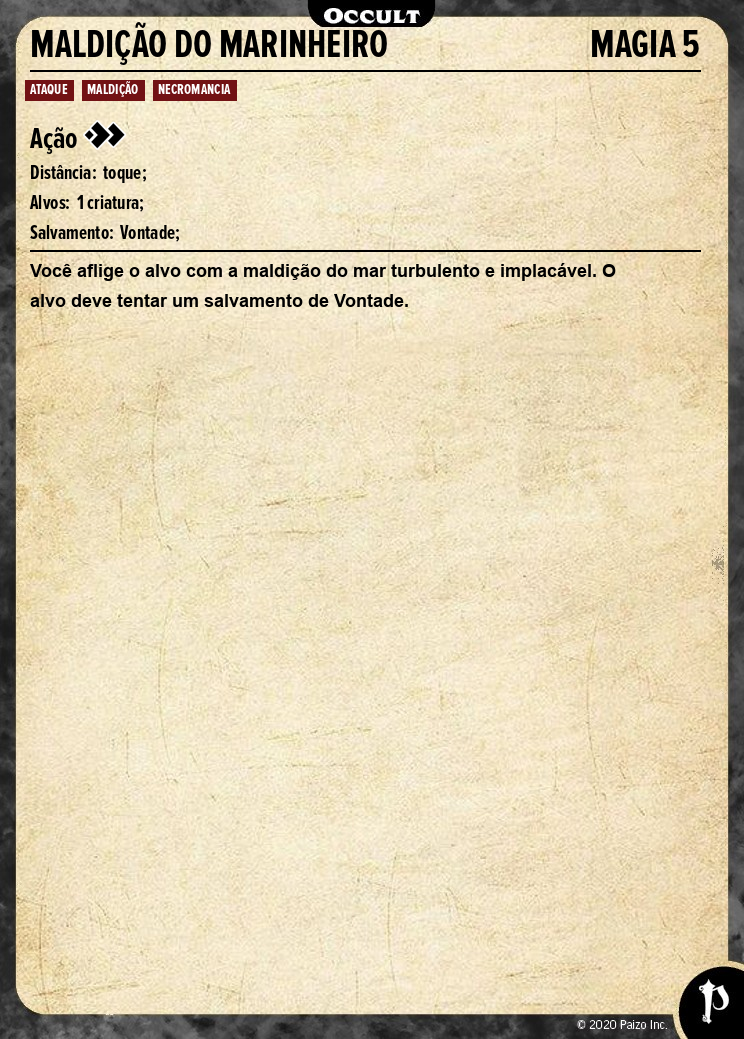 OCCULT
MALDIÇÃO DO MARINHEIRO MAGIA 5
ATAQUE MALDIÇÃO NECROMANCIA
Ação
Distância: toque;
Alvos: 1 criatura;
Salvamento: Vontade;
Você aflige o alvo com a maldição do mar turbulento e implacável. O
alvo deve tentar um salvamento de Vontade.
© 2020 Paizo Inc.
P